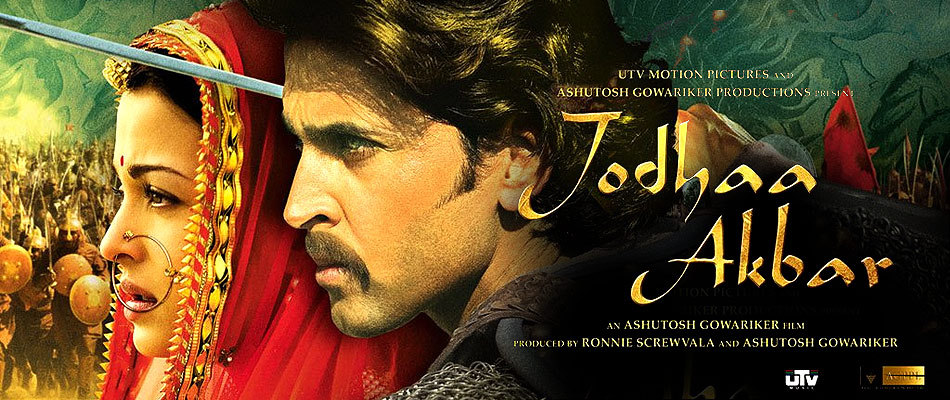 UTV MOTION PICTURES AND
ASHUTOSH GOWARIKER PRODUCTIONS PRESENT
Jodhaa
Akbar
AN ASHUTOSH GOWARIKER FILM
PRODUCED BY RONNIE SCREWVALA AND ASHUTOSH GOWARIKER
UTV